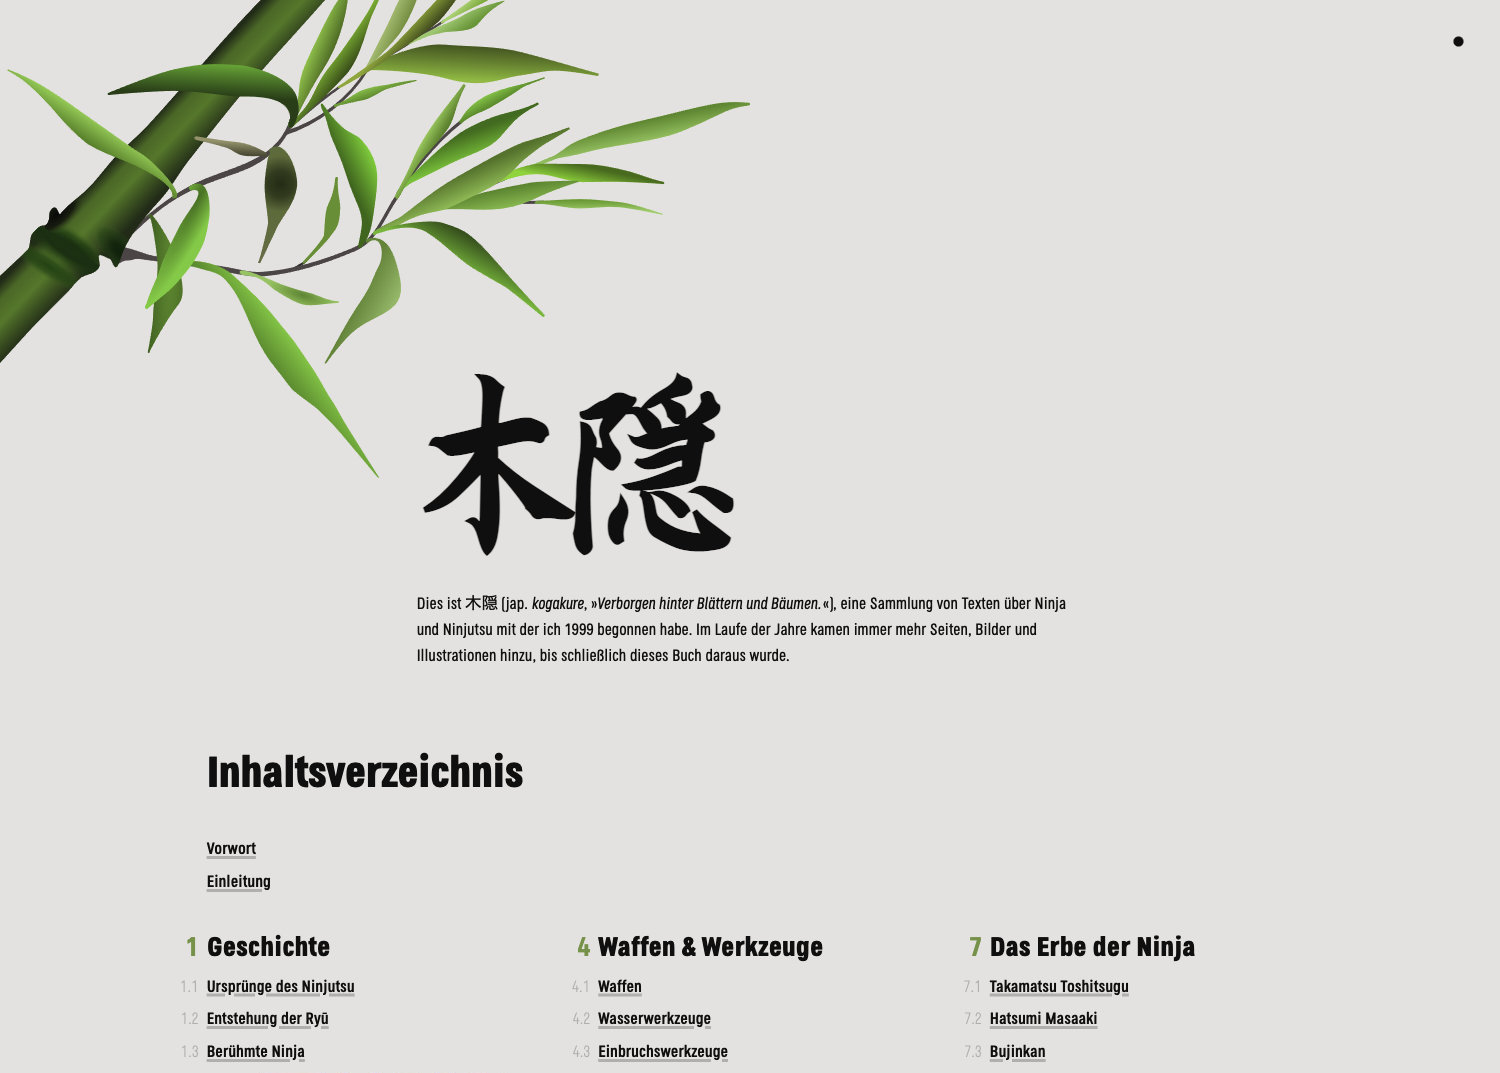 木隠
Dies ist 木隠 (jap. kogakure, »Verborgen hinter Blättern und Bäumen.«), eine Sammlung von Texten über Ninja
und Ninjutsu mit der ich 1999 begonnen habe. Im Laufe der Jahre kamen immer mehr Seiten, Bilder und
Illustrationen hinzu, bis schließlich dieses Buch daraus wurde.
Inhaltsverzeichnis
Vorwort
Einleitung
1 Geschichte
1.1 Ursprünge des Ninjutsu
1.2 Entstehung der Ryū
1.3 Berühmte Ninja
4 Waffen & Werkzeuge
4.1 Waffen
4.2 Wasserwerkzeuge
4.3 Einbruchswerkzeuge
7 Das Erbe der Ninja
7.1 Takamatsu Toshitsugu
7.2 Hatsumi Masaaki
7.3 Bujinkan